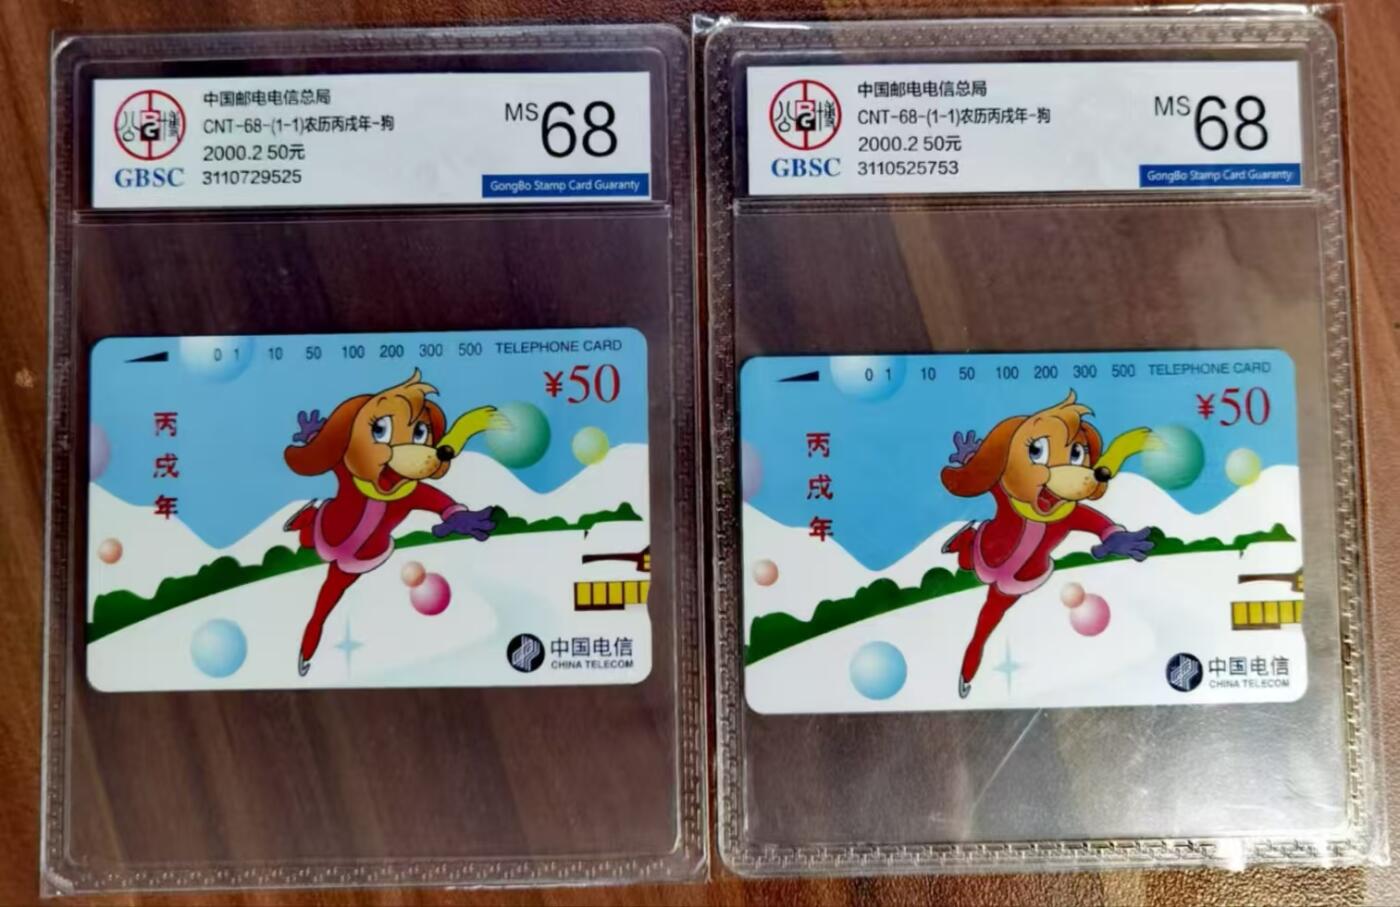 中国邮电电信总局
CNT-68-(1-1)农历丙戌年-狗
2000.2 50元
3110729525
GBSC
MS 68
GongBo Stamp Card Guaranty
0 1 10 50 100 200 300 500 TELEPHONE CARD
¥50
丙戌年
中国电信
CHINA TELECOM
中国邮电电信总局
CNT-68-(1-1)农历丙戌年-狗
2000.2 50元
3110525753
GBSC
MS 68
GongBo Stamp Card Guaranty
0 1 10 50 100 200 300 500 TELEPHONE CARD
¥50
丙戌年
中国电信
CHINA TELECOM